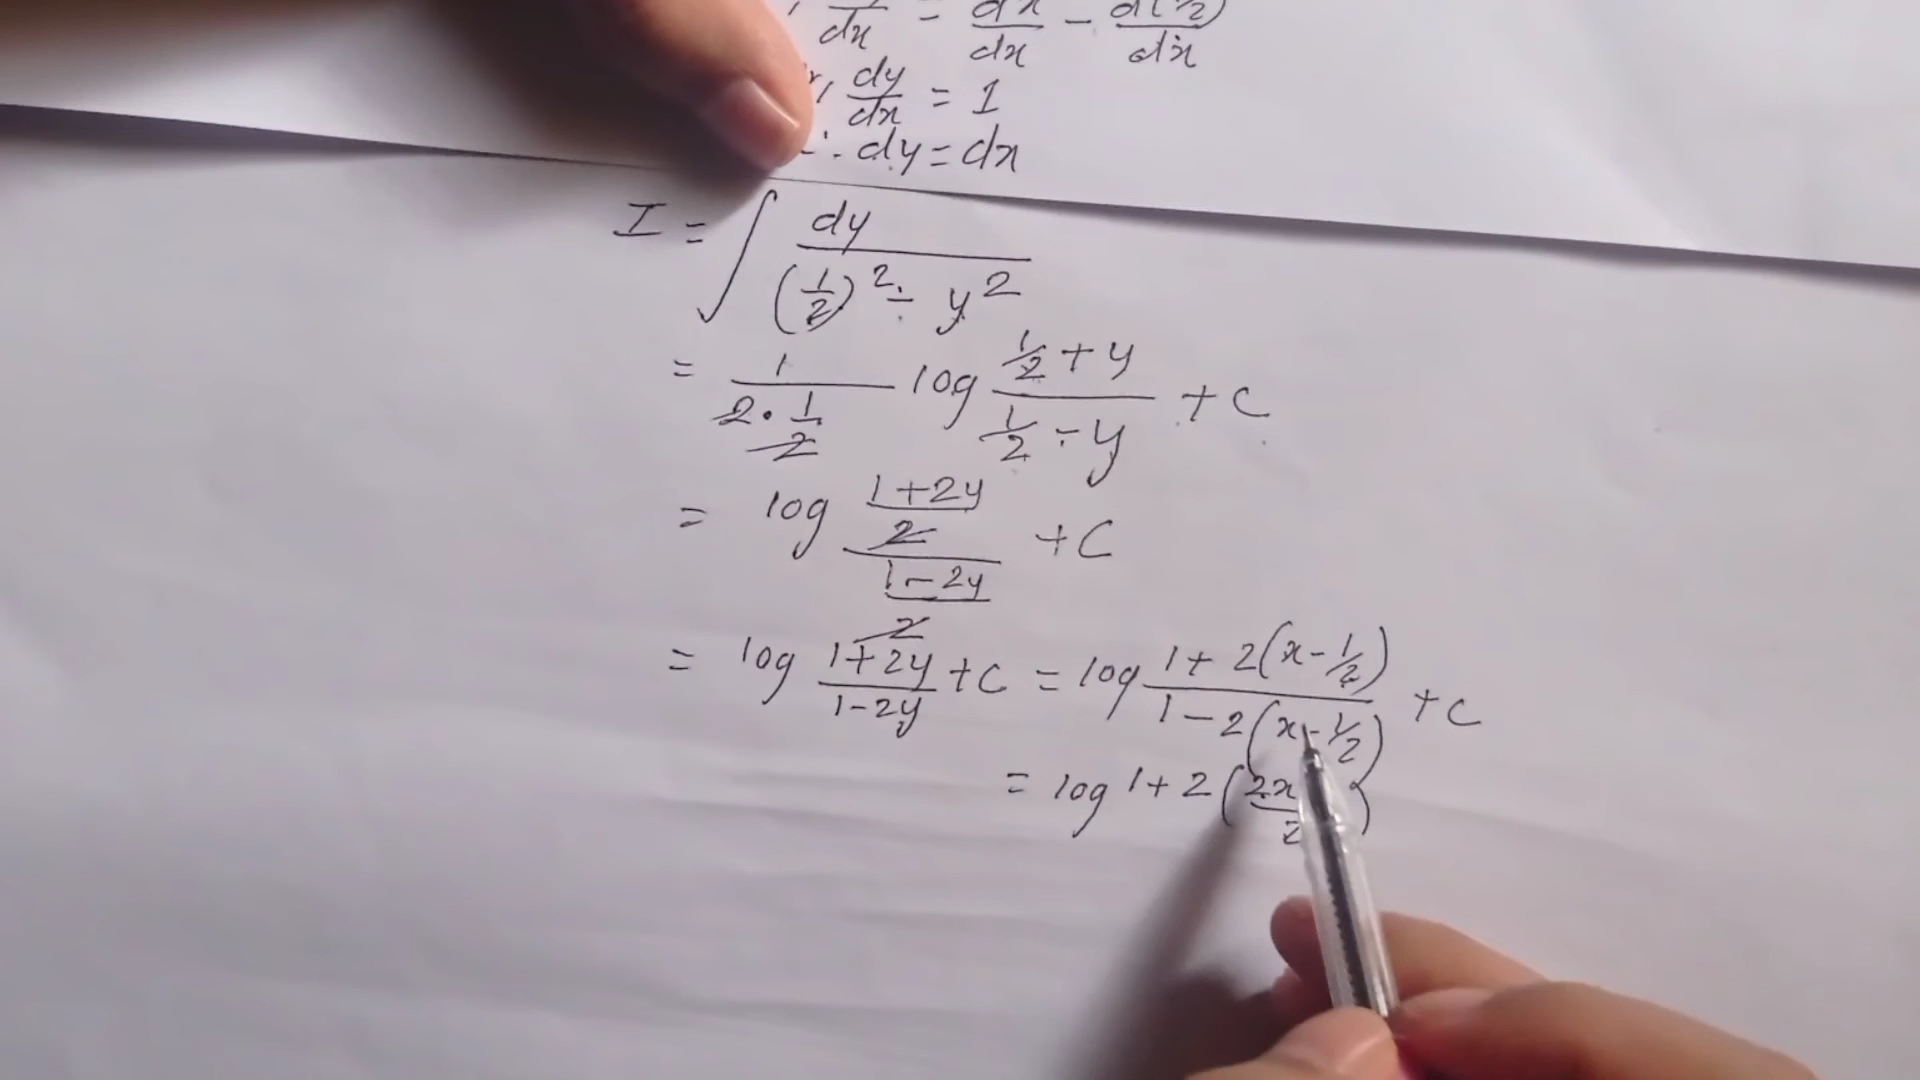 dy/dx = dx/dx - d(1/2)/dx
dy/dx = 1
∴ dy = dx
I = ∫ dy/((1/2)² - y²)
= 1/(2·1/2) log (1/2 + y)/(1/2 - y) + C
= log ((1+2y)/2)/((1-2y)/2) + C
= log (1+2y)/(1-2y) + C = log (1+2(x-1/2))/(1-2(x-1/2)) + C
= log 1+2(2x